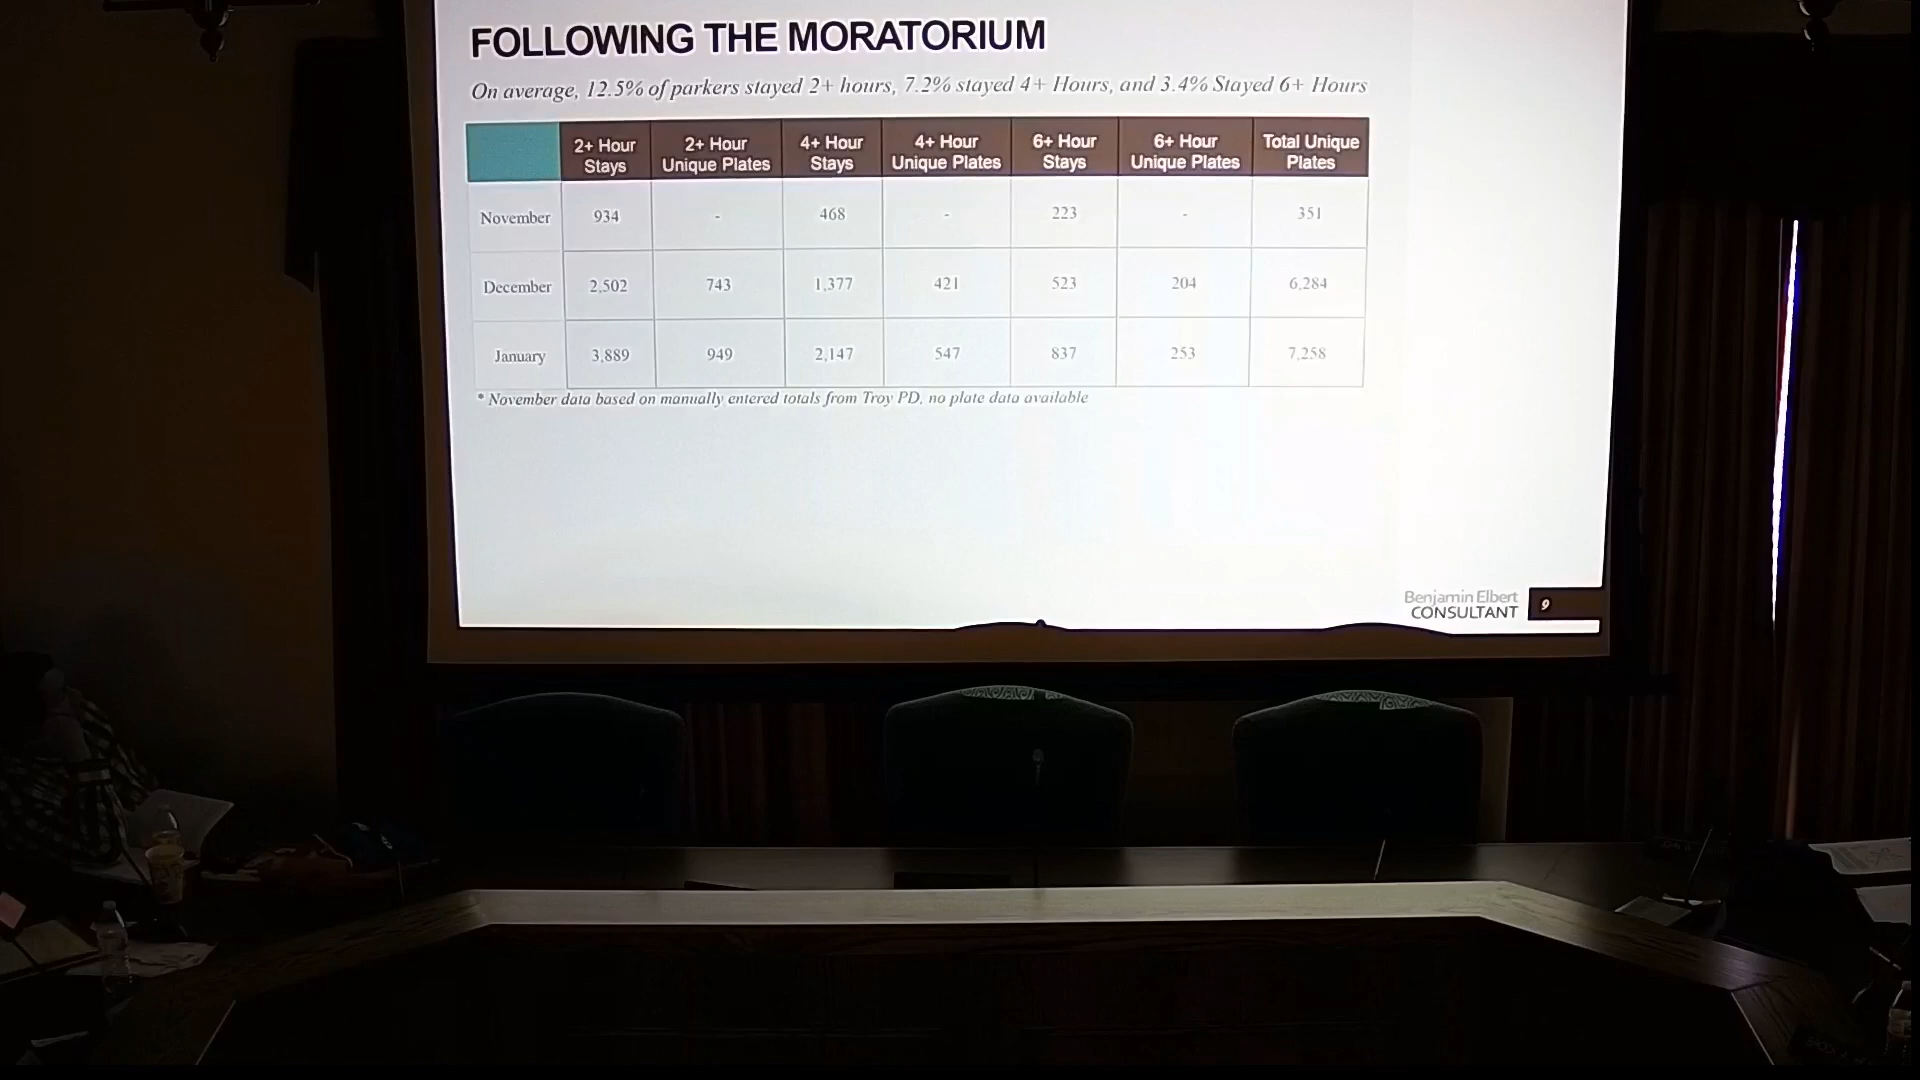 FOLLOWING THE MORATORIUM
On average, 12.5% of parkers stayed 2+ hours, 7.2% stayed 4+ Hours, and 3.4% Stayed 6+ Hours
2+ Hour Stays 2+ Hour Unique Plates 4+ Hour Stays 4+ Hour Unique Plates 6+ Hour Stays 6+ Hour Unique Plates Total Unique Plates
November 934 - 468 - 223 - 351
December 2,502 743 1,377 421 523 204 6,284
January 3,889 949 2,147 547 837 253 7,258
* November data based on manually entered totals from Troy PD, no plate data available
Benjamin Elbert
CONSULTANT
9